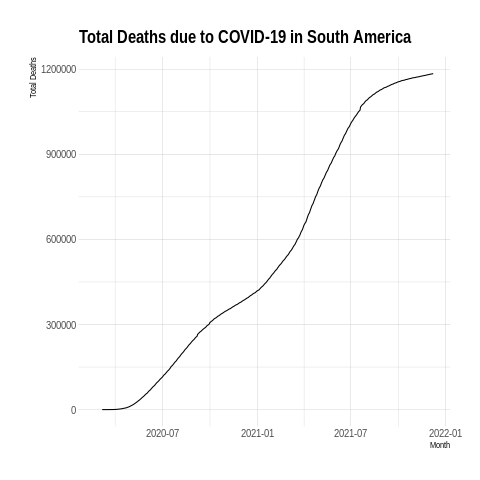 Total Deaths due to COVID-19 in South America
Total Deaths
1200000
900000
600000
300000
0
2020-07 2021-01 2021-07 2022-01
Month